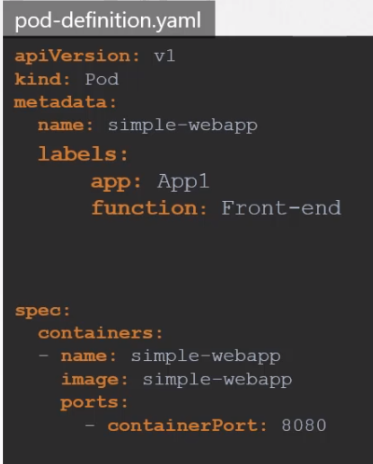 pod-definition.yaml
apiVersion: v1
kind: Pod
metadata:
  name: simple-webapp
  labels:
      app: App1
      function: Front-end
spec:
  containers:
  - name: simple-webapp
    image: simple-webapp
    ports:
      - containerPort: 8080